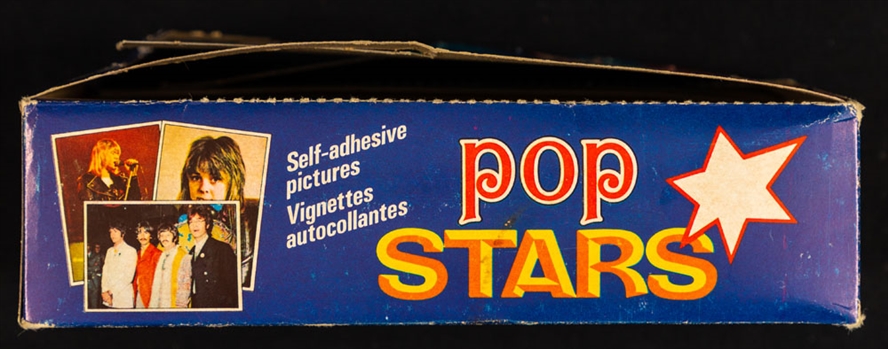 Self-adhesive
pictures
Vignettes
autocollantes
pop
STARS